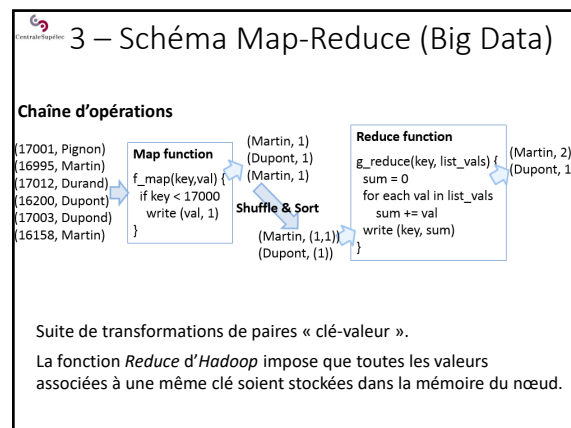 CentraleSupélec
3 – Schéma Map-Reduce (Big Data)
Chaîne d’opérations
(17001, Pignon)
(16995, Martin)
(17012, Durand)
(16200, Dupont)
(17003, Dupond)
(16158, Martin)
Map function
f_map(key,val) {
if key < 17000
write (val, 1)
}
(Martin, 1)
(Dupont, 1)
(Martin, 1)
Shuffle & Sort
(Martin, (1,1))
(Dupont, (1))
Reduce function
g_reduce(key, list_vals) {
sum = 0
for each val in list_vals
sum += val
write (key, sum)
}
(Martin, 2)
(Dupont, 1
Suite de transformations de paires « clé-valeur ».
La fonction Reduce d’Hadoop impose que toutes les valeurs
associées à une même clé soient stockées dans la mémoire du nœud.